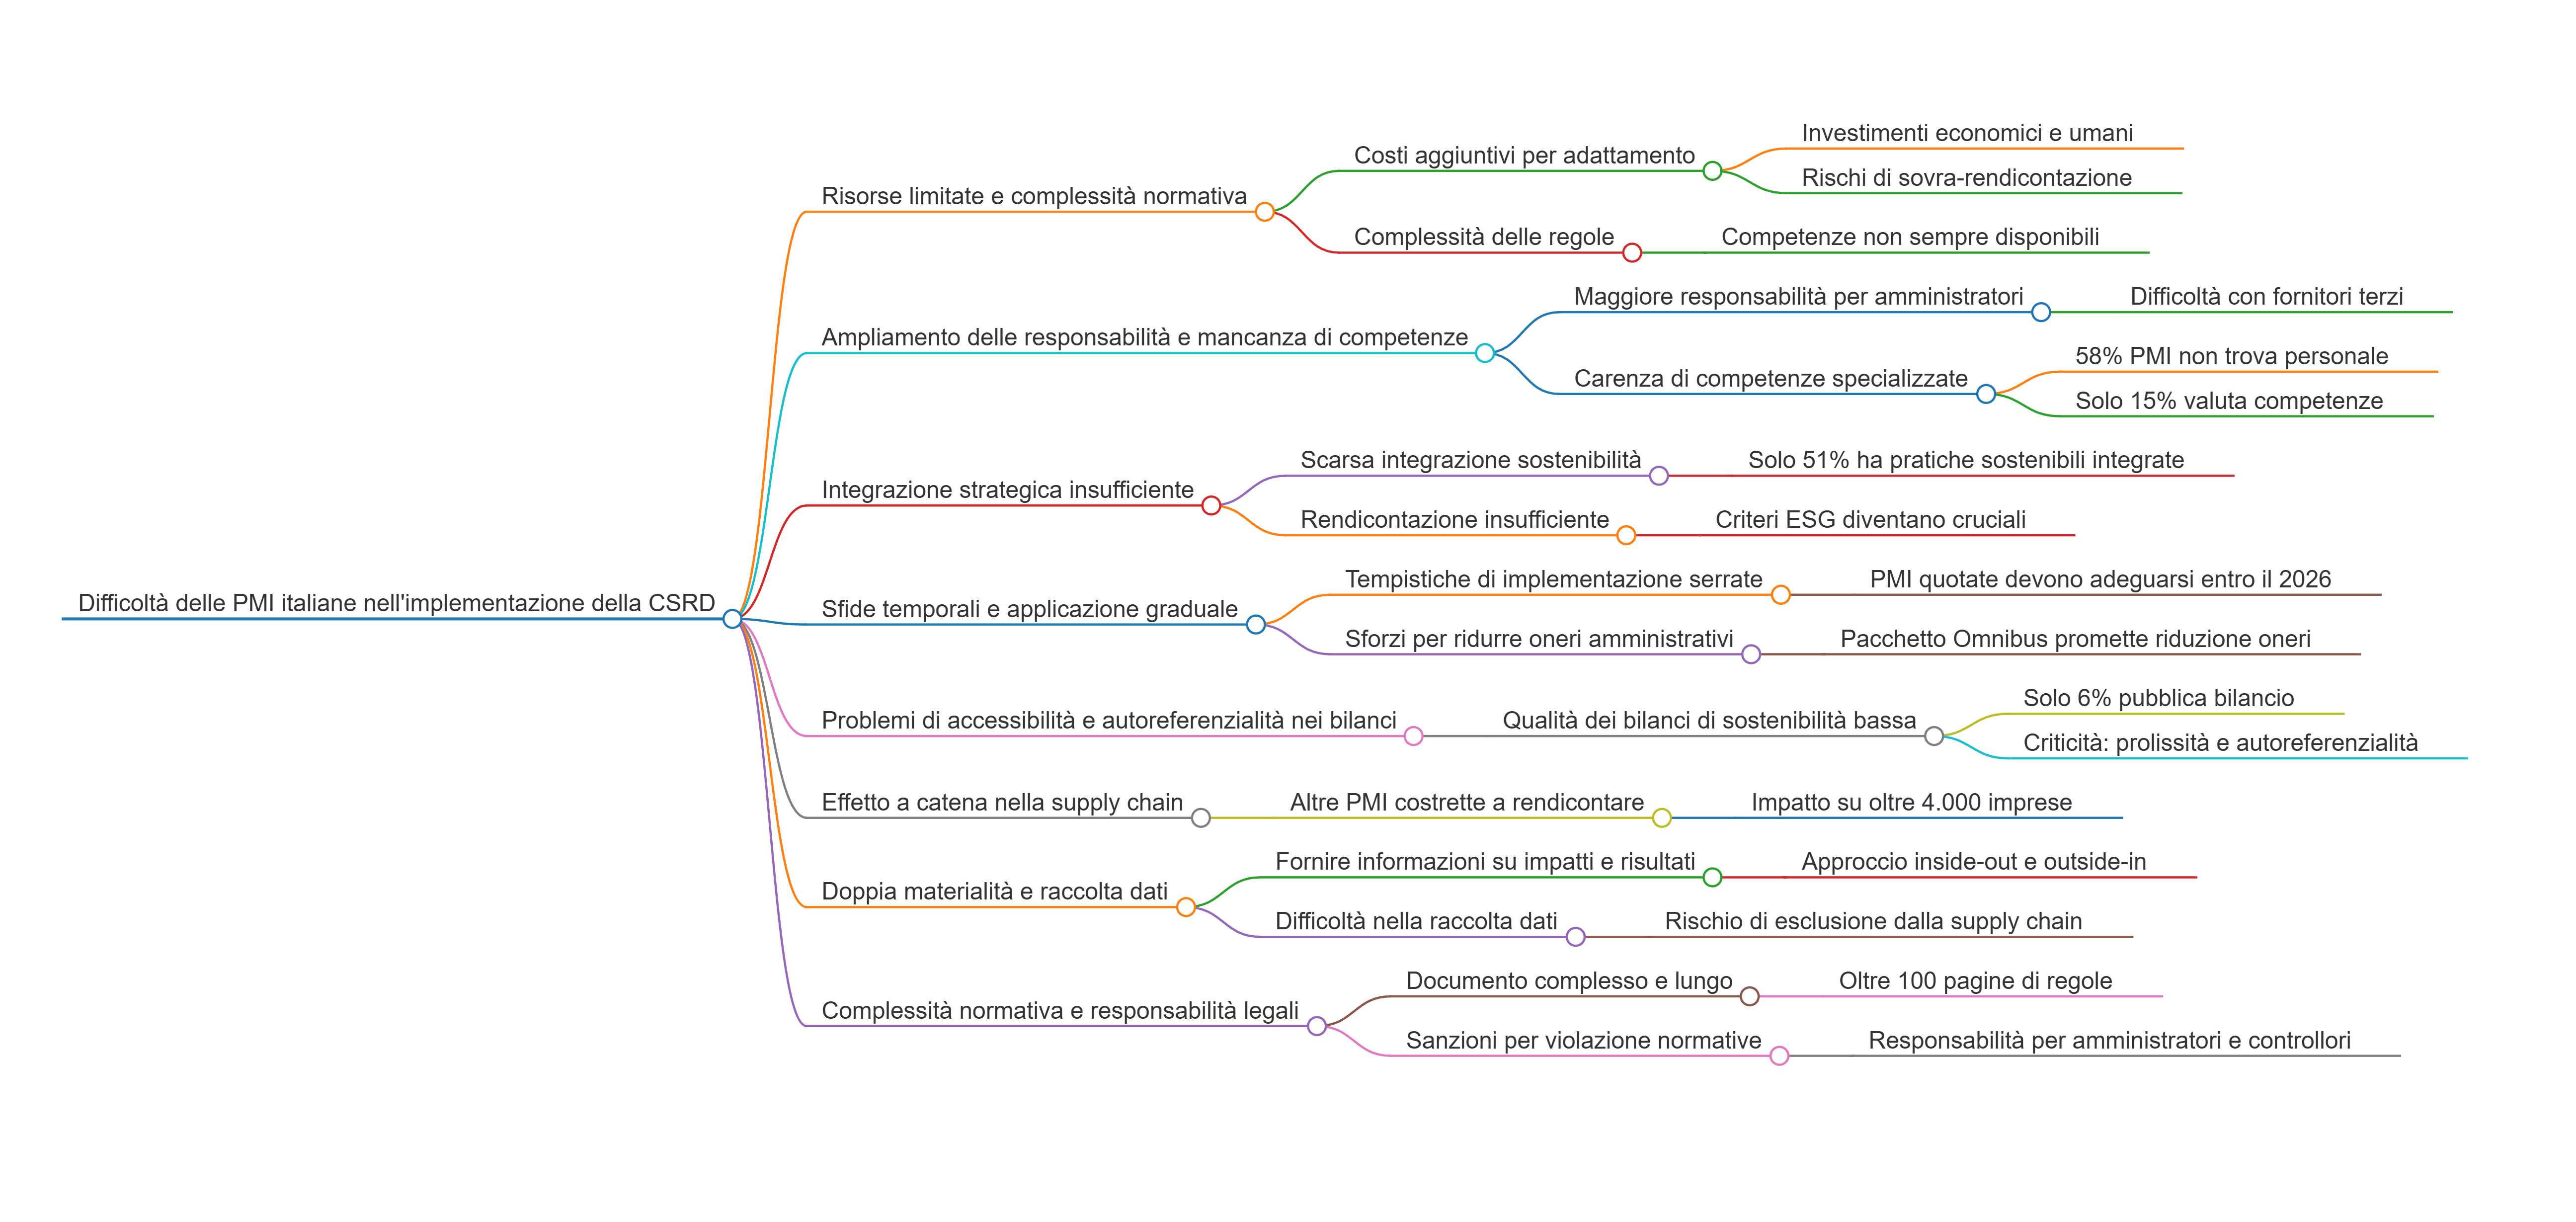 Difficoltà delle PMI italiane nell'implementazione della CSRD
Risorse limitate e complessità normativa
Costi aggiuntivi per adattamento
Investimenti economici e umani
Rischi di sovra-rendicontazione
Complessità delle regole
Competenze non sempre disponibili
Ampliamento delle responsabilità e mancanza di competenze
Maggiore responsabilità per amministratori
Difficoltà con fornitori terzi
Carenza di competenze specializzate
58% PMI non trova personale
Solo 15% valuta competenze
Integrazione strategica insufficiente
Scarsa integrazione sostenibilità
Solo 51% ha pratiche sostenibili integrate
Rendicontazione insufficiente
Criteri ESG diventano cruciali
Sfide temporali e applicazione graduale
Tempistiche di implementazione serrate
PMI quotate devono adeguarsi entro il 2026
Sforzi per ridurre oneri amministrativi
Pacchetto Omnibus promette riduzione oneri
Problemi di accessibilità e autoreferenzialità nei bilanci
Qualità dei bilanci di sostenibilità bassa
Solo 6% pubblica bilancio
Criticità: prolissità e autoreferenzialità
Effetto a catena nella supply chain
Altre PMI costrette a rendicontare
Impatto su oltre 4.000 imprese
Doppia materialità e raccolta dati
Fornire informazioni su impatti e risultati
Approccio inside-out e outside-in
Difficoltà nella raccolta dati
Rischio di esclusione dalla supply chain
Complessità normativa e responsabilità legali
Documento complesso e lungo
Oltre 100 pagine di regole
Sanzioni per violazione normative
Responsabilità per amministratori e controllori